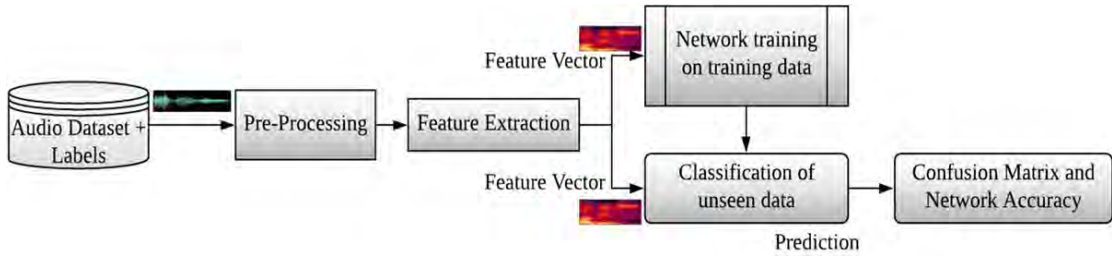 Audio Dataset +
Labels
Pre-Processing
Feature Extraction
Feature Vector
Feature Vector
Network training
on training data
Classification of
unseen data
Prediction
Confusion Matrix and
Network Accuracy